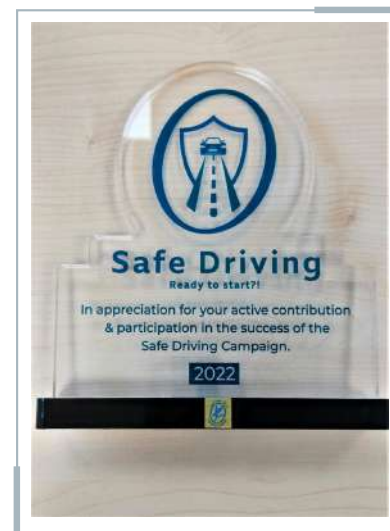 Safe Driving
Ready to start?!
In appreciation for your active contribution
& participation in the success of the
Safe Driving Campaign.
2022